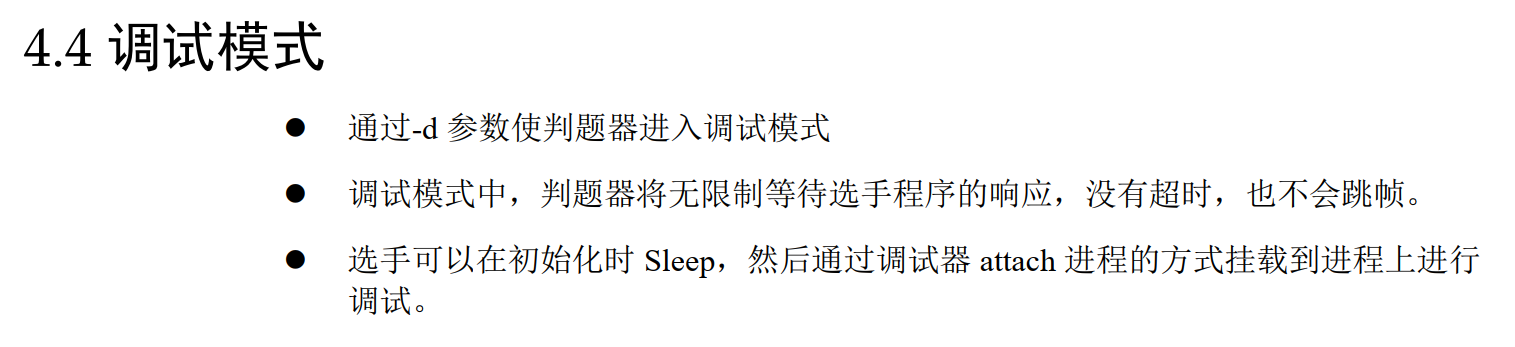 4.4 调试模式
● 通过-d 参数使判题器进入调试模式
● 调试模式中，判题器将无限制等待选手程序的响应，没有超时，也不会跳帧。
● 选手可以在初始化时 Sleep，然后通过调试器 attach 进程的方式挂载到进程上进行
调试。